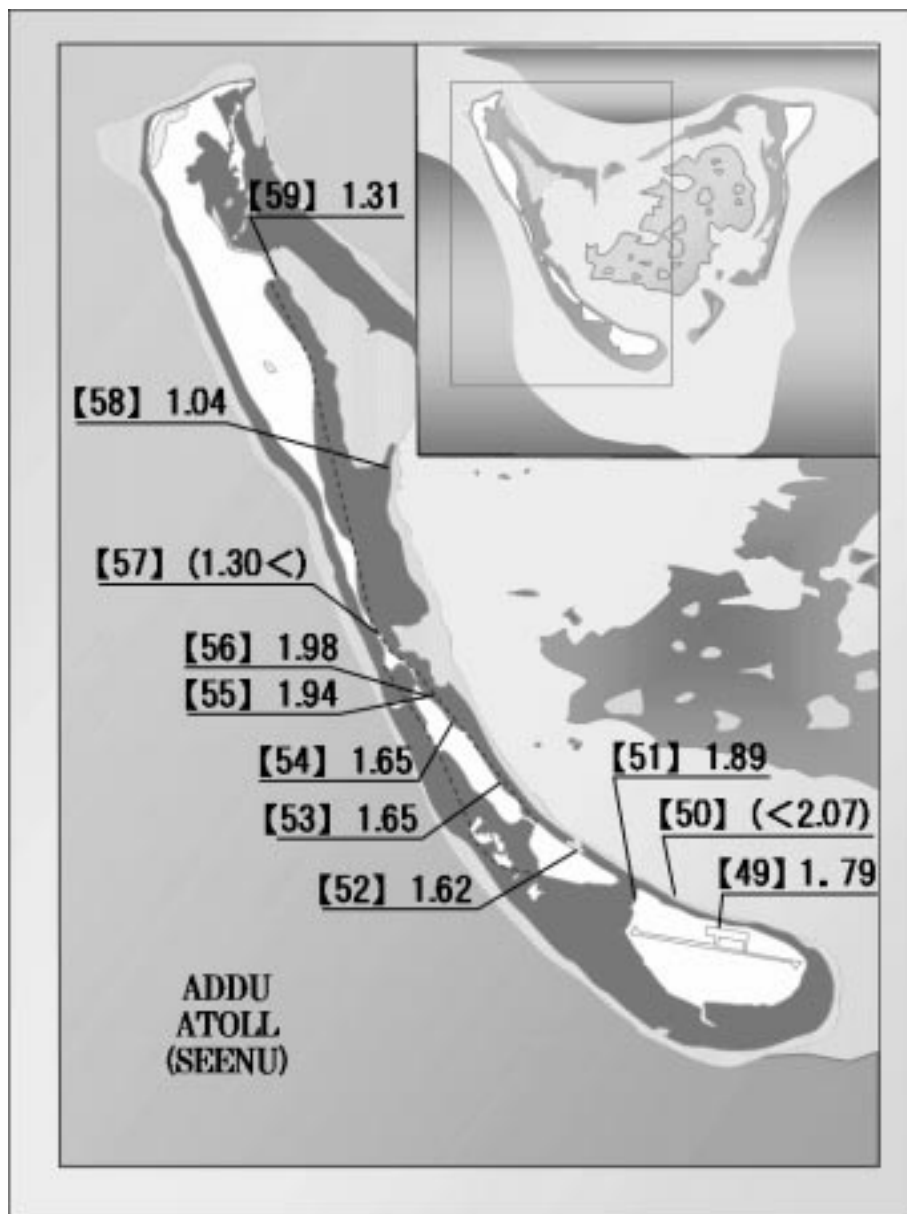 【59】 1.31
【58】 1.04
【57】 (1.30<)
【56】 1.98
【55】 1.94
【54】 1.65
【51】 1.89
【53】 1.65
【50】 (<2.07)
【52】 1.62
【49】 1. 79
ADDU
ATOLL
(SEENU)